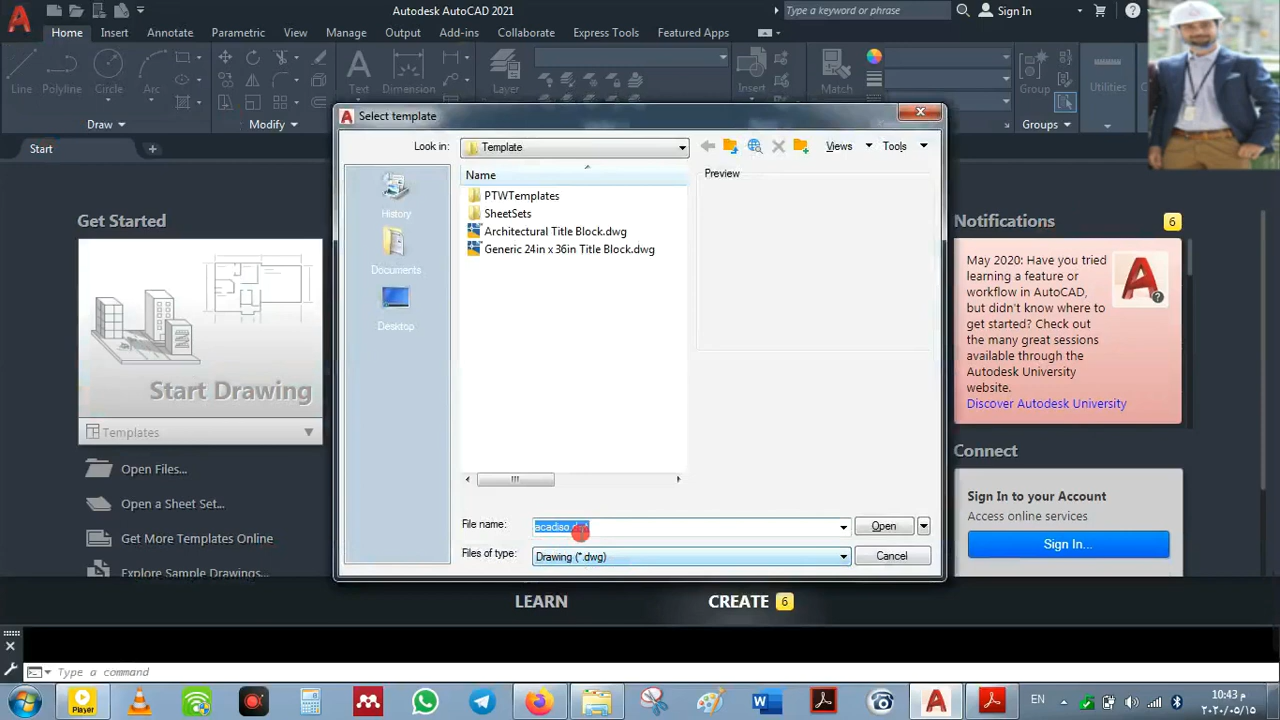 Autodesk AutoCAD 2021
Type a keyword or phrase
Sign In
Home Insert Annotate Parametric View Manage Output Add-ins Collaborate Express Tools Featured Apps
Line Polyline Circle Arc Text Dimension Layer Insert Match Group Utilities
Draw Modify Groups
Start
Select template
Look in: Template
Views Tools
Name
PTWTemplates
SheetSets
Architectural Title Block.dwg
Generic 24in x 36in Title Block.dwg
Preview
History
Documents
Desktop
File name:
Open
Files of type: Drawing (*.dwg)
Cancel
Get Started
Start Drawing
Templates
Open Files...
Open a Sheet Set...
Get More Templates Online
Explore Sample Drawings...
Notifications 6
May 2020: Have you tried
learning a feature or
workflow in AutoCAD,
but didn't know where to
get started? Check out
the many great sessions
available through the
Autodesk University
website.
Discover Autodesk University
Connect
Sign In to your Account
Access online services
Sign In...
LEARN CREATE 6
Type a command
Player
EN
10:43 م
٢٠٢٠/٠٥/١٥